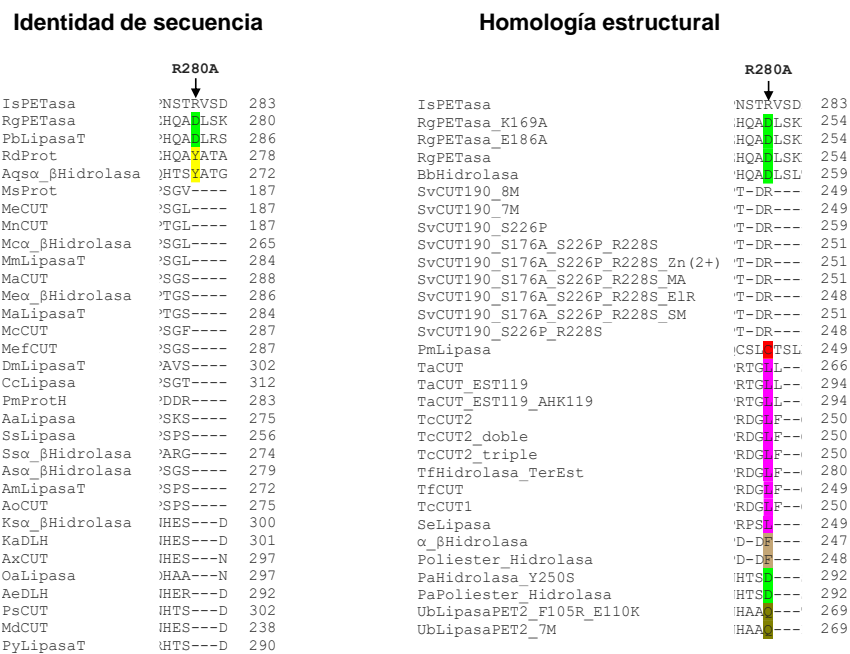 Identidad de secuencia
R280A
IsPETasa NSTRVSD 283
RgPETasa HQADLSK 280
PbLipasaT HQADLRS 286
RdProt HQAYATA 278
Aqsα_βHidrolasa HTSYATG 272
MsProt SGV---- 187
MeCUT SGL---- 187
MnCUT TGL---- 187
Mcα_βHidrolasa SGL---- 265
MmLipasaT SGL---- 284
MaCUT SGS---- 288
Meα_βHidrolasa TGS---- 286
MaLipasaT TGS---- 284
McCUT SGF---- 287
MefCUT SGS---- 287
DmLipasaT AVS---- 302
CcLipasa SGT---- 312
PmProtH DDR---- 283
AaLipasa SKS---- 275
SsLipasa SPS---- 256
Ssα_βHidrolasa ARG---- 274
Asα_βHidrolasa SGS---- 279
AmLipasaT SPS---- 272
AoCUT SPS---- 275
Ksα_βHidrolasa HES---D 300
KaDLH HES---D 301
AxCUT HES---N 297
OaLipasa HAA---N 297
AeDLH HER---D 292
PsCUT HTS---D 302
MdCUT HES---D 238
PyLipasaT HTS---D 290
Homología estructural
R280A
IsPETasa NSTRVSD 283
RgPETasa_K169A HQADLSK 254
RgPETasa_E186A HQADLSK 254
RgPETasa HQADLSK 254
BbHidrolasa HQADLSL 259
SvCUT190_8M T-DR--- 249
SvCUT190_7M T-DR--- 249
SvCUT190_S226P T-DR--- 259
SvCUT190_S176A_S226P_R228S T-DR--- 251
SvCUT190_S176A_S226P_R228S_Zn(2+) T-DR--- 251
SvCUT190_S176A_S226P_R228S_MA T-DR--- 251
SvCUT190_S176A_S226P_R228S_ElR T-DR--- 248
SvCUT190_S176A_S226P_R228S_SM T-DR--- 251
SvCUT190_S226P_R228S T-DR--- 248
PmLipasa CSLCTSL 249
TaCUT RTGLL-- 266
TaCUT_EST119 RTGLL-- 294
TaCUT_EST119_AHK119 RTGLL-- 294
TcCUT2 RDGLF-- 250
TcCUT2_doble RDGLF-- 250
TcCUT2_triple RDGLF-- 250
TfHidrolasa_TerEst RDGLF-- 280
TfCUT RDGLF-- 249
TcCUT1 RDGLF-- 250
SeLipasa RPSL--- 249
α_βHidrolasa D-DF--- 247
Poliester_Hidrolasa D-DF--- 248
PaHidrolasa_Y250S HTSD--- 292
PaPoliester_Hidrolasa HTSD--- 292
UbLipasaPET2_F105R_E110K HAAQ--- 269
UbLipasaPET2_7M HAAQ--- 269